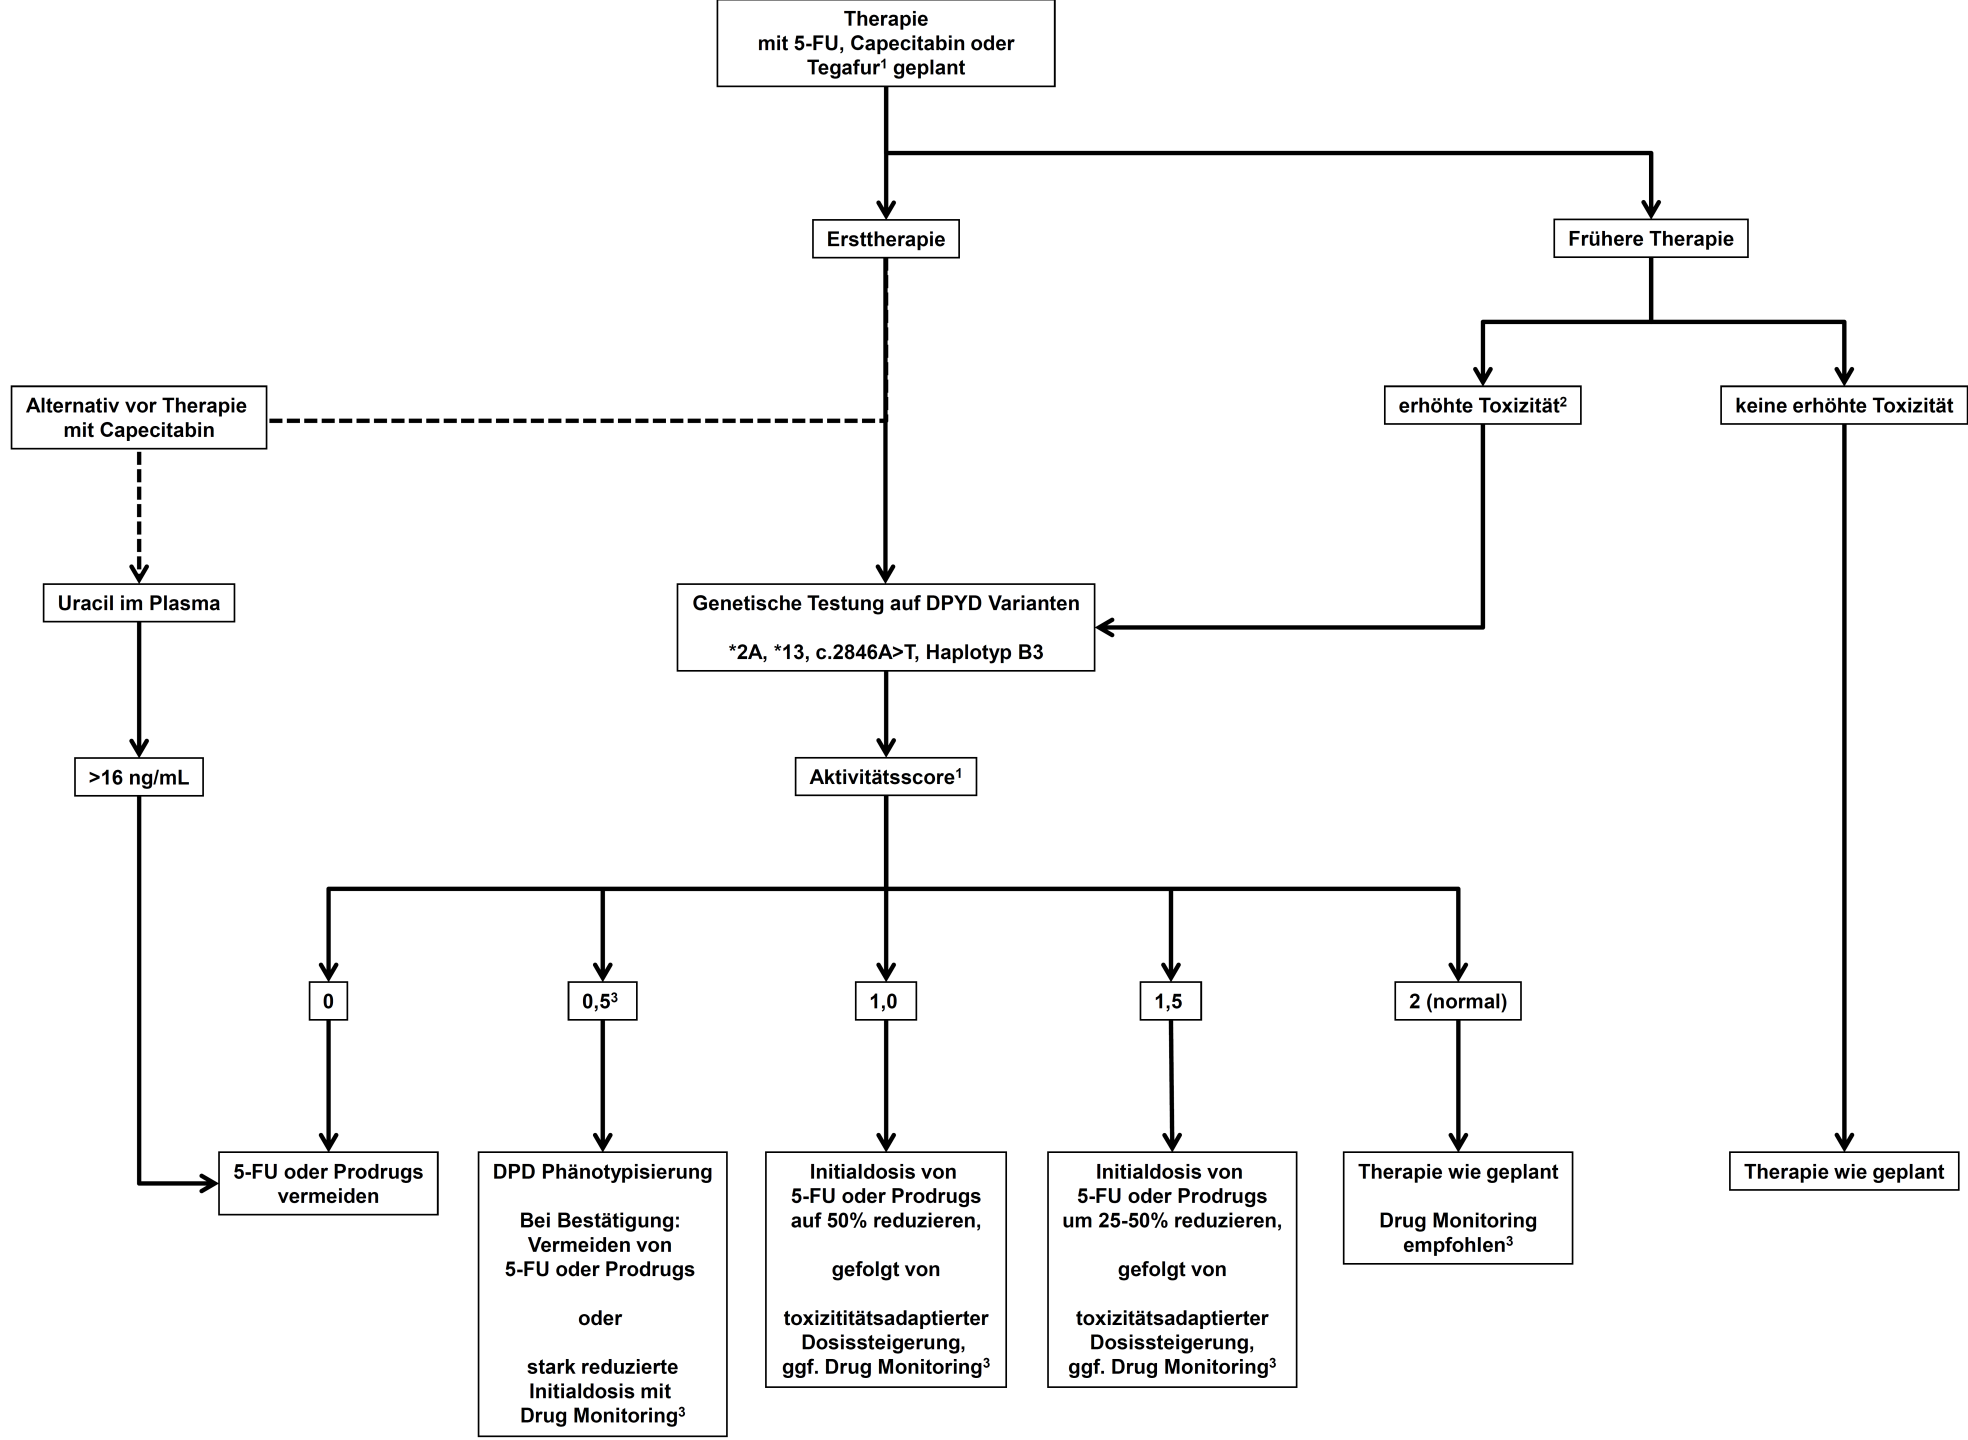 Therapie
mit 5-FU, Capecitabin oder
Tegafur¹ geplant
Ersttherapie
Frühere Therapie
Alternativ vor Therapie
mit Capecitabin
erhöhte Toxizität²
keine erhöhte Toxizität
Uracil im Plasma
Genetische Testung auf DPYD Varianten
*2A, *13, c.2846A>T, Haplotyp B3
>16 ng/mL
Aktivitätsscore¹
0
0,5³
1,0
1,5
2 (normal)
5-FU oder Prodrugs
vermeiden
DPD Phänotypisierung
Bei Bestätigung:
Vermeiden von
5-FU oder Prodrugs
oder
stark reduzierte
Initialdosis mit
Drug Monitoring³
Initialdosis von
5-FU oder Prodrugs
auf 50% reduzieren,
gefolgt von
toxizititätsadaptierter
Dosissteigerung,
ggf. Drug Monitoring³
Initialdosis von
5-FU oder Prodrugs
um 25-50% reduzieren,
gefolgt von
toxizitätsadaptierter
Dosissteigerung,
ggf. Drug Monitoring³
Therapie wie geplant
Drug Monitoring
empfohlen³
Therapie wie geplant